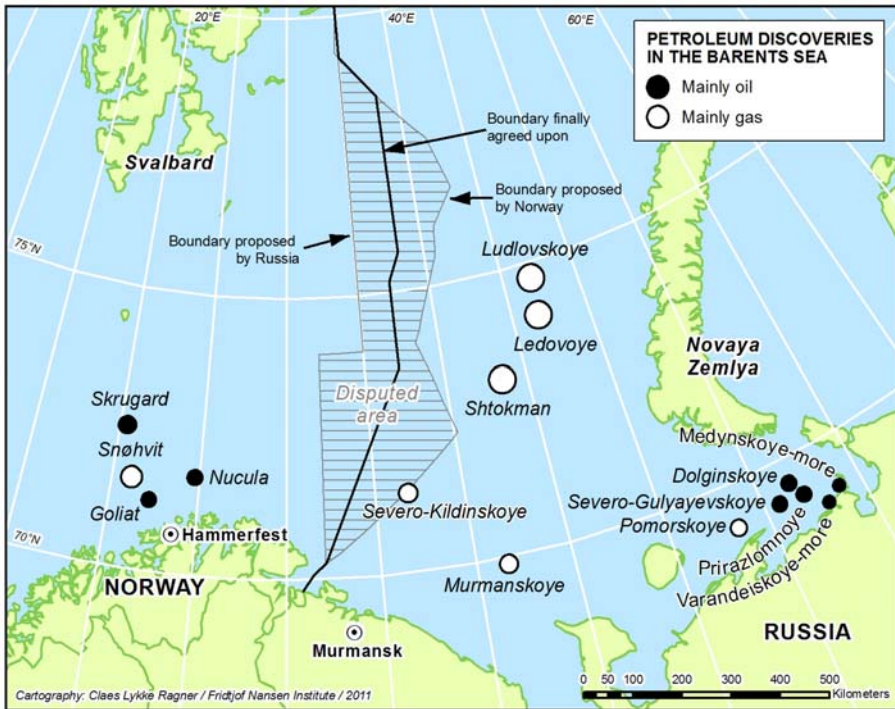 20°E
40°E
60°E
PETROLEUM DISCOVERIES
IN THE BARENTS SEA
Mainly oil
Mainly gas
Svalbard
Boundary finally
agreed upon
Boundary proposed
by Norway
Boundary proposed
by Russia
75°N
Ludlovskoye
Ledovoye
Novaya
Zemlya
Shtokman
Disputed
area
Skrugard
Snøhvit
Nucula
Goliat
Medynskoye-more
Dolginskoye
Severo-Gulyayevskoye
Pomorskoye
Prirazlomnoye
Varandeiskoye-more
Severo-Kildinskoye
70°N
Hammerfest
Murmanskoye
NORWAY
Murmansk
RUSSIA
0 50 100 200 300 400 500
Kilometers
Cartography: Claes Lykke Ragner / Fridtjof Nansen Institute / 2011